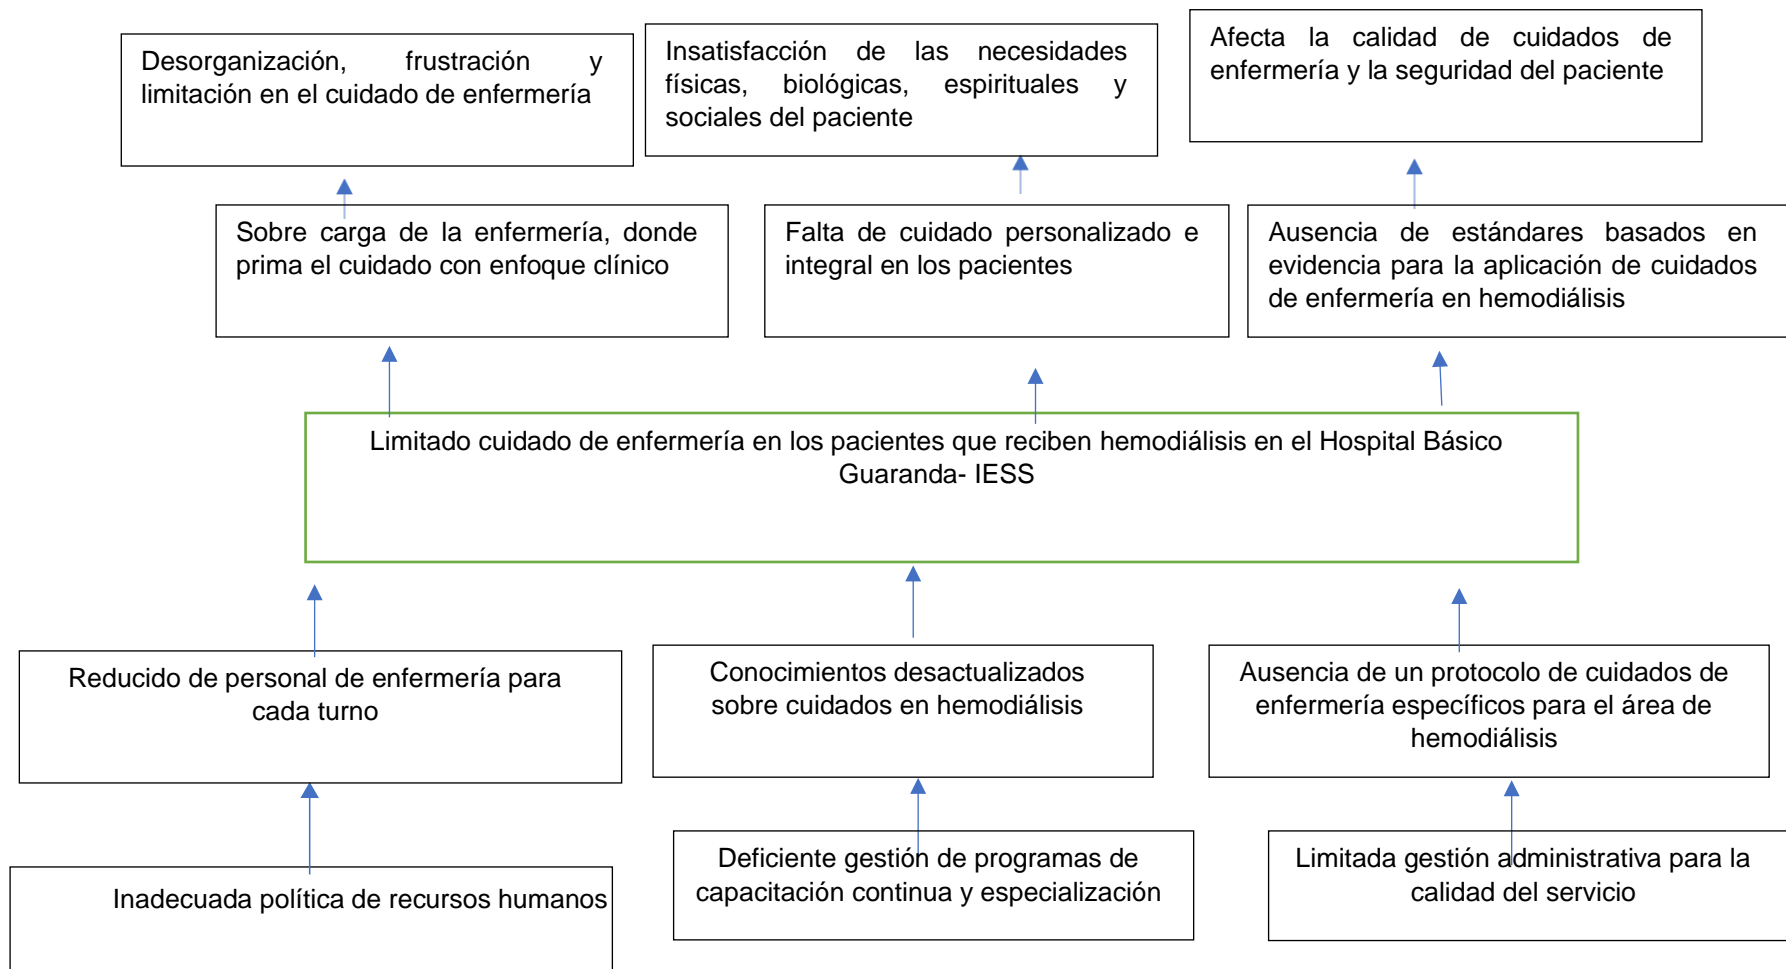 Desorganización, frustración y
limitación en el cuidado de enfermería
Insatisfacción de las necesidades
físicas, biológicas, espirituales y
sociales del paciente
Afecta la calidad de cuidados de
enfermería y la seguridad del paciente
Sobre carga de la enfermería, donde
prima el cuidado con enfoque clínico
Falta de cuidado personalizado e
integral en los pacientes
Ausencia de estándares basados en
evidencia para la aplicación de cuidados
de enfermería en hemodiálisis
Limitado cuidado de enfermería en los pacientes que reciben hemodiálisis en el Hospital Básico
Guaranda- IESS
Reducido de personal de enfermería para
cada turno
Conocimientos desactualizados
sobre cuidados en hemodiálisis
Ausencia de un protocolo de cuidados de
enfermería específicos para el área de
hemodiálisis
Inadecuada política de recursos humanos
Deficiente gestión de programas de
capacitación continua y especialización
Limitada gestión administrativa para la
calidad del servicio